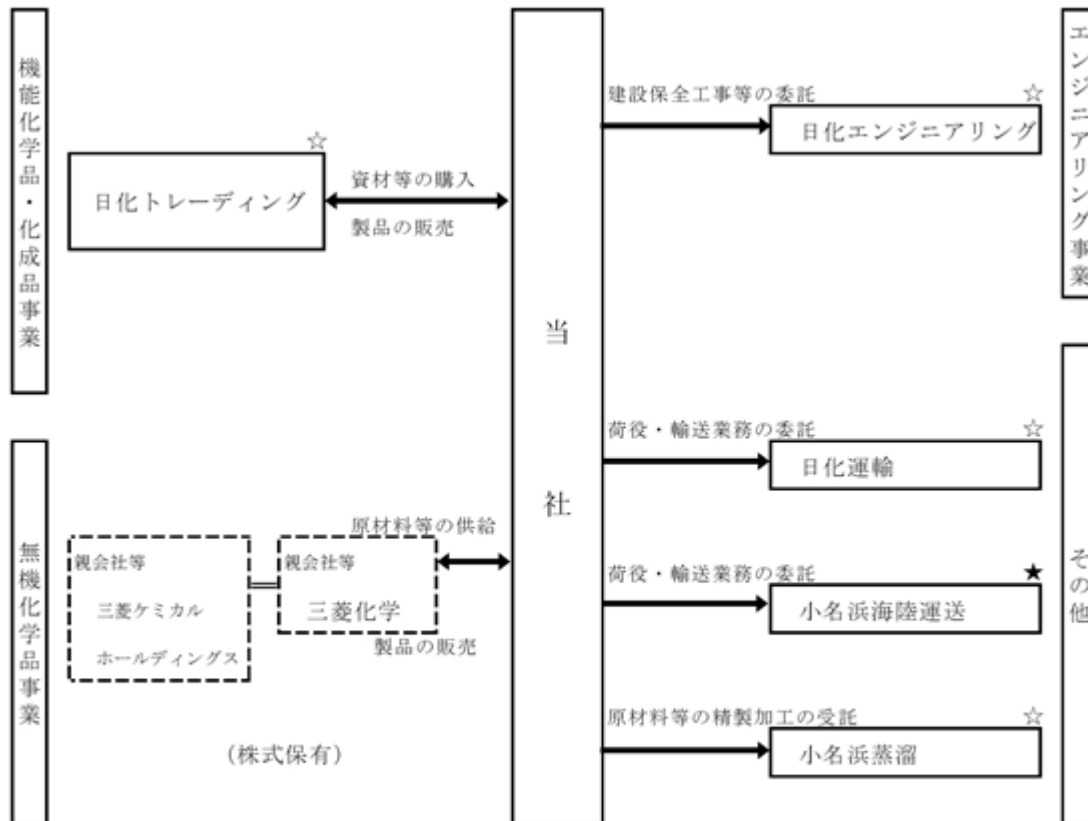 機能化学品・化成品事業
☆
日化トレーディング
資材等の購入
製品の販売
無機化学品事業
親会社等
三菱ケミカル
ホールディングス
親会社等
三菱化学
原材料等の供給
製品の販売
(株式保有)
当社
建設保全工事等の委託
☆
日化エンジニアリング
エンジニアリング事業
荷役・輸送業務の委託
☆
日化運輸
荷役・輸送業務の委託
★
小名浜海陸運送
原材料等の精製加工の受託
☆
小名浜蒸溜
その他